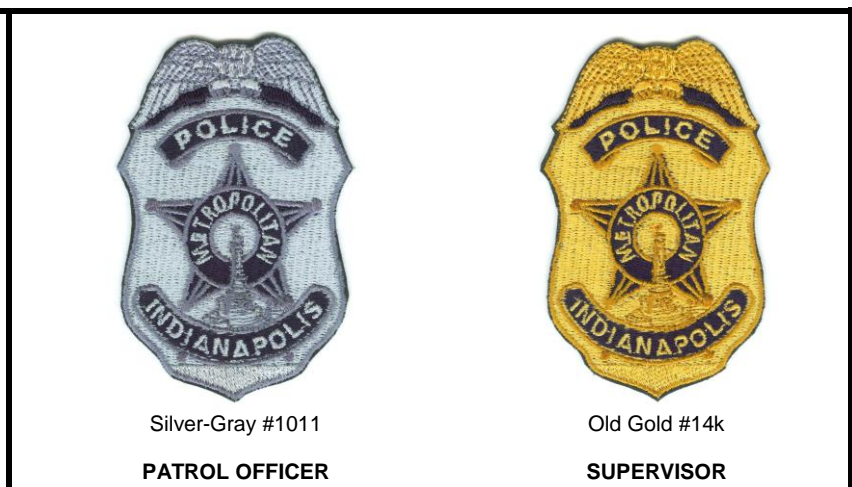 POLICE
METROPOLITAN
INDIANAPOLIS
POLICE
METROPOLITAN
INDIANAPOLIS
Silver-Gray #1011
Old Gold #14k
PATROL OFFICER
SUPERVISOR